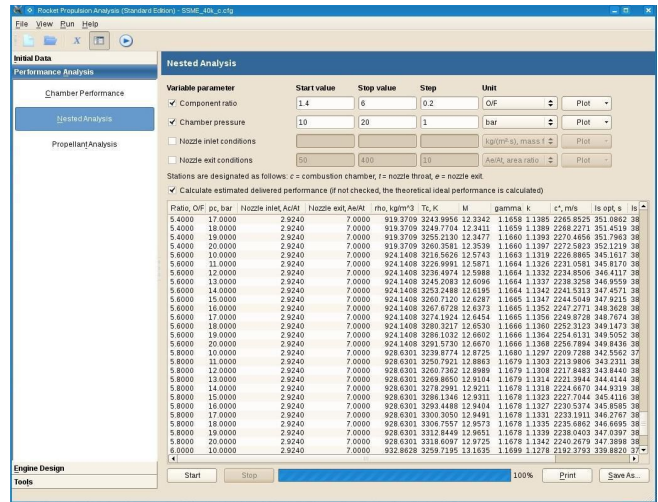 Rocket Propulsion Analysis (Standard Edition) - SSME_40k_c.cfg
File View Run Help
Initial Data
Performance Analysis
Chamber Performance
Nested Analysis
Propellant Analysis
Engine Design
Tools
Nested Analysis
Variable parameter Start value Stop value Step Unit
Component ratio 1.4 6 0.2 O/F Plot
Chamber pressure 10 20 1 bar Plot
Nozzle inlet conditions kg/(m²·s), mass f Plot
Nozzle exit conditions 50 400 10 Ae/At, area ratio Plot
Stations are designated as follows: c = combustion chamber, t = nozzle throat, e = nozzle exit.
Calculate estimated delivered performance (if not checked, the theoretical ideal performance is calculated)
Ratio, O/F pc, bar Nozzle inlet, Ac/At Nozzle exit, Ae/At rho, kg/m^3 Tc, K M gamma k c*, m/s Is opt, s Is
5.4000 17.0000 2.9240 7.0000 919.3709 3243.9956 12.3342 1.1658 1.1385 2265.8525 351.0862 38
5.4000 18.0000 2.9240 7.0000 919.3709 3249.7704 12.3411 1.1659 1.1389 2268.2271 351.4519 38
5.4000 19.0000 2.9240 7.0000 919.3709 3255.2130 12.3477 1.1660 1.1393 2270.4656 351.7963 38
5.4000 20.0000 2.9240 7.0000 919.3709 3260.3581 12.3539 1.1660 1.1397 2272.5823 352.1219 38
5.6000 10.0000 2.9240 7.0000 924.1408 3216.5626 12.5743 1.1663 1.1319 2226.8865 345.1617 38
5.6000 11.0000 2.9240 7.0000 924.1408 3226.9991 12.5871 1.1664 1.1326 2231.0581 345.8170 38
5.6000 12.0000 2.9240 7.0000 924.1408 3236.4974 12.5988 1.1664 1.1332 2234.8506 346.4117 38
5.6000 13.0000 2.9240 7.0000 924.1408 3245.2083 12.6096 1.1664 1.1337 2238.3258 346.9559 38
5.6000 14.0000 2.9240 7.0000 924.1408 3253.2488 12.6195 1.1664 1.1342 2241.5313 347.4571 38
5.6000 15.0000 2.9240 7.0000 924.1408 3260.7120 12.6287 1.1665 1.1347 2244.5049 347.9215 38
5.6000 16.0000 2.9240 7.0000 924.1408 3267.6728 12.6373 1.1665 1.1352 2247.2771 348.3628 38
5.6000 17.0000 2.9240 7.0000 924.1408 3274.1924 12.6454 1.1665 1.1356 2249.8728 348.7674 38
5.6000 18.0000 2.9240 7.0000 924.1408 3280.3217 12.6530 1.1666 1.1360 2252.3123 349.1473 38
5.6000 19.0000 2.9240 7.0000 924.1408 3286.1032 12.6602 1.1666 1.1364 2254.6131 349.5052 38
5.6000 20.0000 2.9240 7.0000 924.1408 3291.5730 12.6670 1.1666 1.1368 2256.7894 349.8436 38
5.8000 10.0000 2.9240 7.0000 928.6301 3239.8774 12.8725 1.1680 1.1297 2209.7288 342.5562 37
5.8000 11.0000 2.9240 7.0000 928.6301 3250.7921 12.8863 1.1679 1.1303 2213.9806 343.2311 38
5.8000 12.0000 2.9240 7.0000 928.6301 3260.7362 12.8989 1.1679 1.1308 2217.8483 343.8440 38
5.8000 13.0000 2.9240 7.0000 928.6301 3269.8650 12.9104 1.1679 1.1314 2221.3944 344.4144 38
5.8000 14.0000 2.9240 7.0000 928.6301 3278.2991 12.9211 1.1678 1.1318 2224.6670 344.9319 38
5.8000 15.0000 2.9240 7.0000 928.6301 3286.1346 12.9311 1.1678 1.1323 2227.7044 345.4116 38
5.8000 16.0000 2.9240 7.0000 928.6301 3293.4488 12.9404 1.1678 1.1327 2230.5374 345.8585 38
5.8000 17.0000 2.9240 7.0000 928.6301 3300.3050 12.9491 1.1678 1.1331 2233.1911 346.2767 38
5.8000 18.0000 2.9240 7.0000 928.6301 3306.7557 12.9573 1.1678 1.1335 2235.6862 346.6695 38
5.8000 19.0000 2.9240 7.0000 928.6301 3312.8449 12.9651 1.1678 1.1339 2238.0403 347.0397 38
5.8000 20.0000 2.9240 7.0000 928.6301 3318.6097 12.9725 1.1678 1.1342 2240.2679 347.3898 38
6.0000 10.0000 2.9240 7.0000 932.8628 3259.7195 13.1635 1.1699 1.1278 2192.3793 339.8820 37
Start Stop 100% Print Save As...